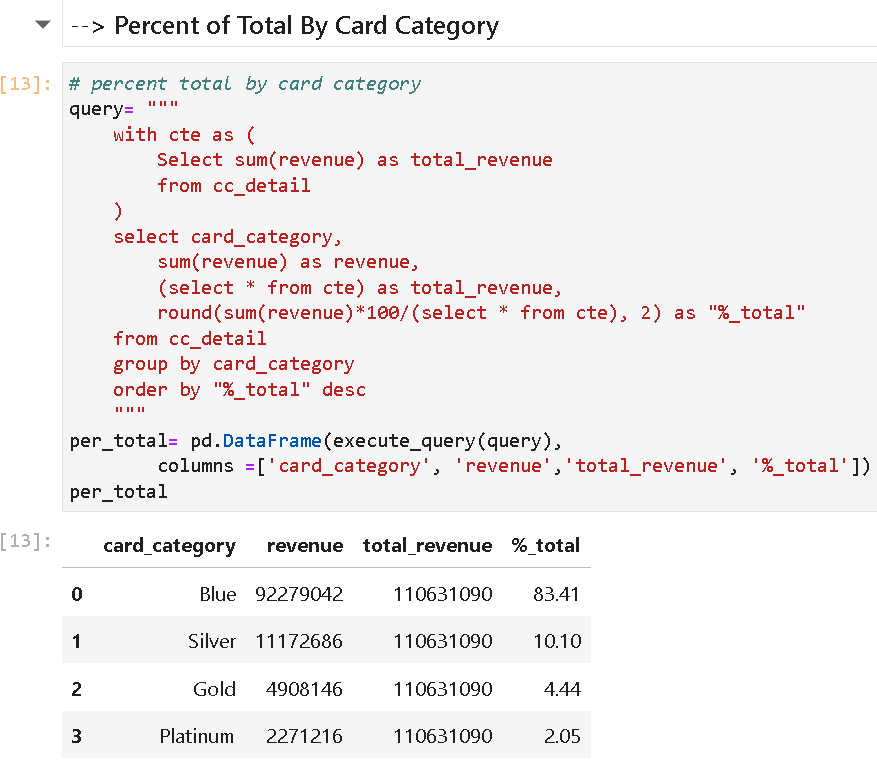 --> Percent of Total By Card Category
[13]: # percent total by card category
query= """
with cte as (
Select sum(revenue) as total_revenue
from cc_detail
)
select card_category,
sum(revenue) as revenue,
(select * from cte) as total_revenue,
round(sum(revenue)*100/(select * from cte), 2) as "%_total"
from cc_detail
group by card_category
order by "%_total" desc
"""
per_total= pd.DataFrame(execute_query(query),
columns =['card_category', 'revenue','total_revenue', '%_total'])
per_total
[13]: card_category revenue total_revenue %_total
0 Blue 92279042 110631090 83.41
1 Silver 11172686 110631090 10.10
2 Gold 4908146 110631090 4.44
3 Platinum 2271216 110631090 2.05